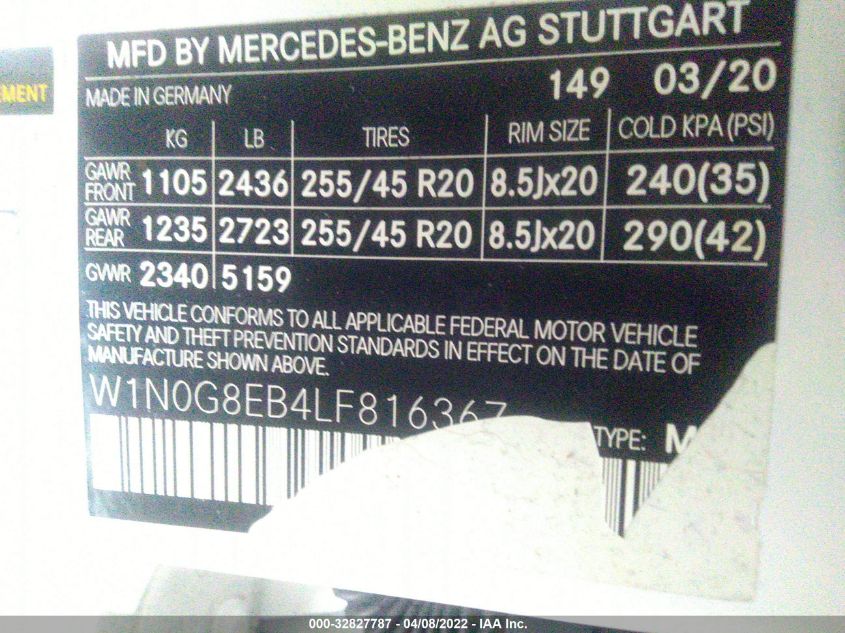 EMENT
MFD BY MERCEDES-BENZ AG STUTTGART
MADE IN GERMANY 149 03/20
KG LB TIRES RIM SIZE COLD KPA (PSI)
GAWR FRONT 1105 2436 255/45 R20 8.5Jx20 240(35)
GAWR REAR 1235 2723 255/45 R20 8.5Jx20 290(42)
GVWR 2340 5159
THIS VEHICLE CONFORMS TO ALL APPLICABLE FEDERAL MOTOR VEHICLE
SAFETY AND THEFT PREVENTION STANDARDS IN EFFECT ON THE DATE OF
MANUFACTURE SHOWN ABOVE.
W1N0G8EB4LF816367
TYPE: M
000-32827787 - 04/08/2022 - IAA Inc.